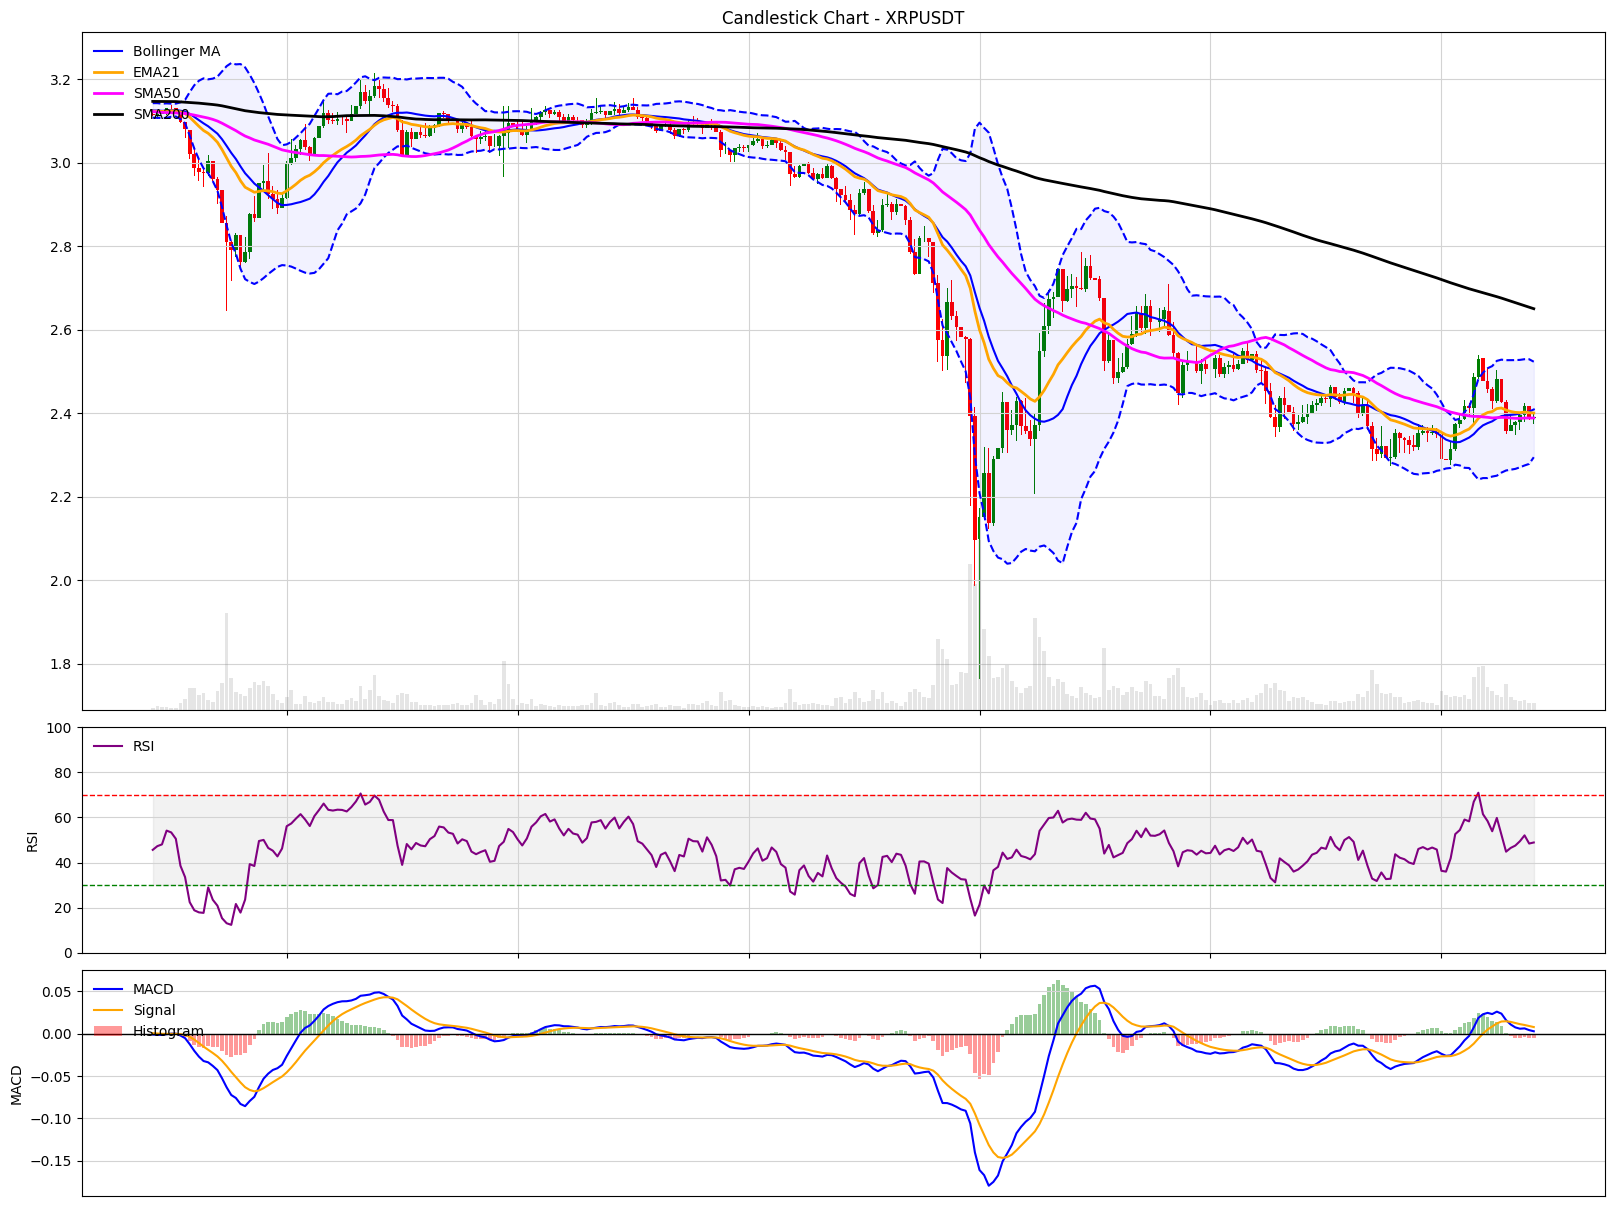 Candlestick Chart - XRPUSDT
Bollinger MA
EMA21
SMA50
SMA200
3.2
3.0
2.8
2.6
2.4
2.2
2.0
1.8
RSI
100
80
60
40
20
0
RSI
MACD
Signal
Histogram
0.05
0.00
−0.05
−0.10
−0.15
MACD